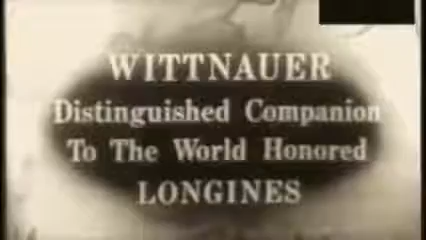 WITTNAUER
Distinguished Companion
To The World Honored
LONGINES